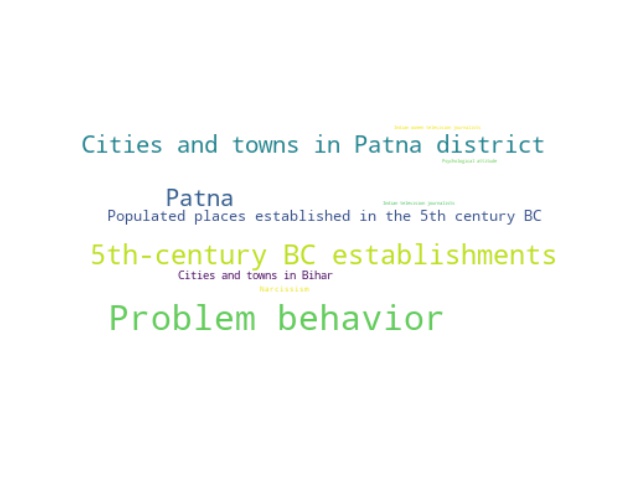 Indian women television journalists
Cities and towns in Patna district
Psychological attitude
Patna
Indian television journalists
Populated places established in the 5th century BC
5th-century BC establishments
Cities and towns in Bihar
Narcissism
Problem behavior